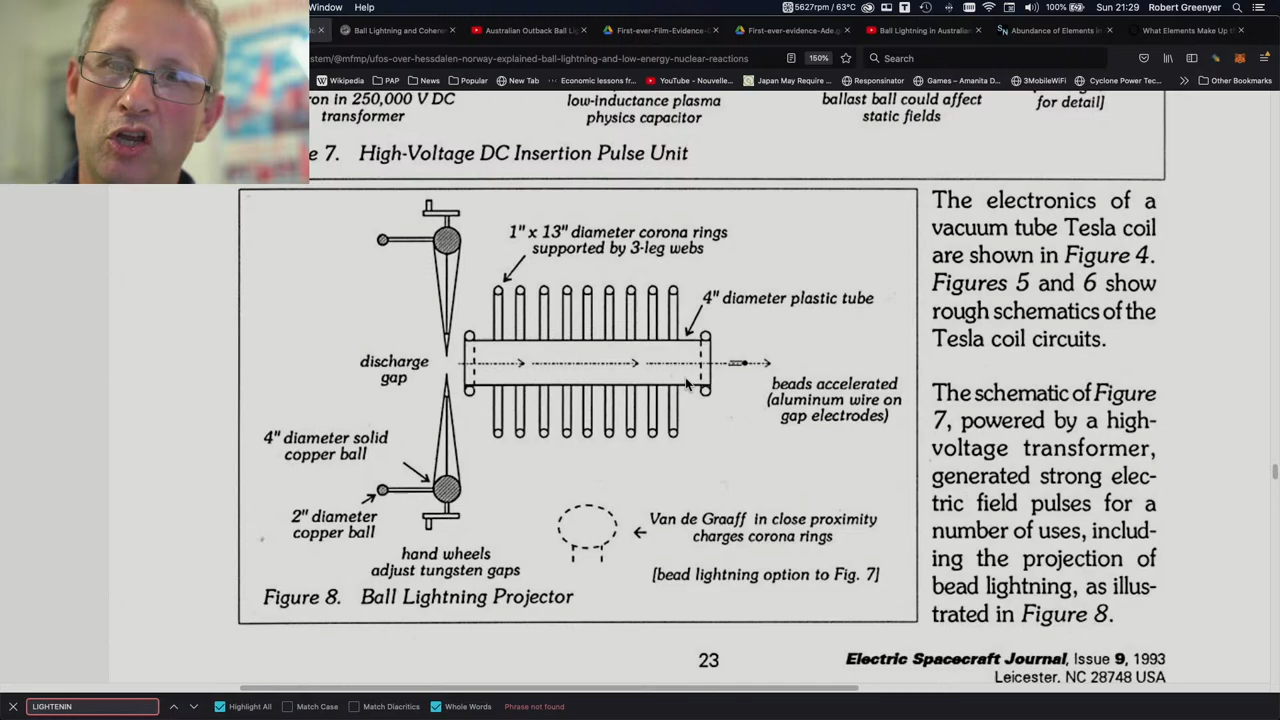 Window
Help
5627rpm / 63°C
100%
Sun 21:29
Robert Greenyer
Ball Lightning and Coheren
Australian Outback Ball Li
First-ever-Film-Evidence-O
First-ever-evidence-Ade.g
Ball Lightning in Australian
Abundance of Elements in
What Elements Make Up th
stem/@mfmp/ufos-over-hessdalen-norway-explained-ball-lightning-and-low-energy-nuclear-reactions
150%
Search
Wikipedia
PAP
Money
Popular
New Tab
Economic lessons fr...
YouTube - Nouvelle...
Japan May Require ...
Responsinator
Games – Amanita D...
3MobileWiFi
Cyclone Power Tec...
Other Bookmarks
ron in 250,000 V DC
transformer
low-inductance plasma
physics capacitor
ballast ball could affect
static fields
for detail]
e 7. High-Voltage DC Insertion Pulse Unit
1" x 13" diameter corona rings
supported by 3-leg webs
4" diameter plastic tube
discharge
gap
beads accelerated
(aluminum wire on
gap electrodes)
4" diameter solid
copper ball
2" diameter
copper ball
hand wheels
adjust tungsten gaps
Van de Graaff in close proximity
charges corona rings
[bead lightning option to Fig. 7]
Figure 8. Ball Lightning Projector
The electronics of a
vacuum tube Tesla coil
are shown in Figure 4.
Figures 5 and 6 show
rough schematics of the
Tesla coil circuits.
The schematic of Figure
7, powered by a high-
voltage transformer,
generated strong elec-
tric field pulses for a
number of uses, includ-
ing the projection of
bead lightning, as illus-
trated in Figure 8.
23
Electric Spacecraft Journal, Issue 9, 1993
Leicester, NC 28748 USA
LIGHTENIN
Highlight All
Match Case
Match Diacritics
Whole Words
Phrase not found